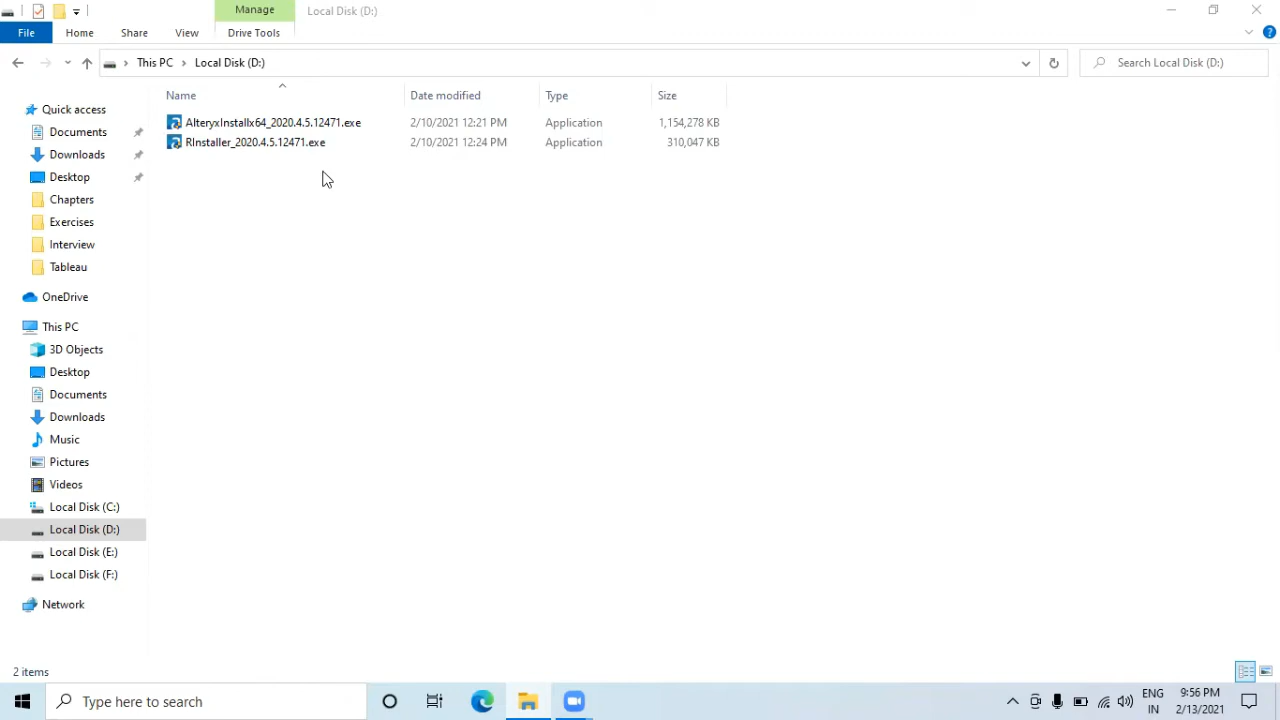 Manage
Local Disk (D:)
File
Home
Share
View
Drive Tools
This PC
Local Disk (D:)
Search Local Disk (D:)
Name
Date modified
Type
Size
AlteryxInstallx64_2020.4.5.12471.exe 2/10/2021 12:21 PM Application 1,154,278 KB
RInstaller_2020.4.5.12471.exe 2/10/2021 12:24 PM Application 310,047 KB
Quick access
Documents
Downloads
Desktop
Chapters
Exercises
Interview
Tableau
OneDrive
This PC
3D Objects
Desktop
Documents
Downloads
Music
Pictures
Videos
Local Disk (C:)
Local Disk (D:)
Local Disk (E:)
Local Disk (F:)
Network
2 items
Type here to search
ENG
IN
9:56 PM
2/13/2021